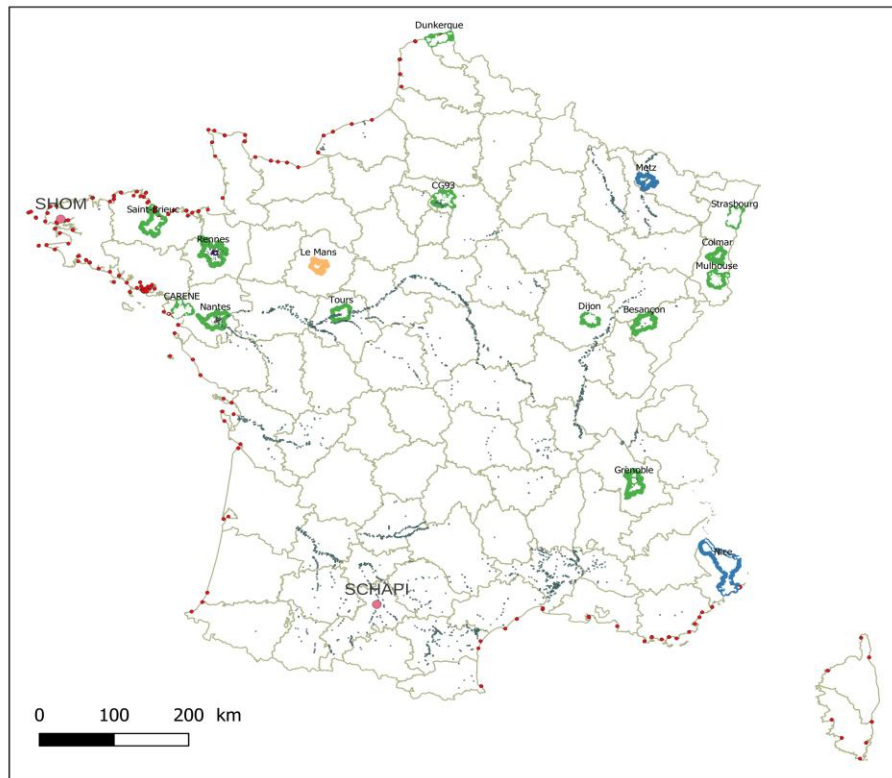 Dunkerque
Metz
CG93
Strasbourg
SHOM
Saint-Brieuc
Rennes
Colmar
Le Mans
Mulhouse
CARENE
Nantes
Tours
Dijon
Besançon
Grenoble
Nice
SCHAPI
0 100 200 km